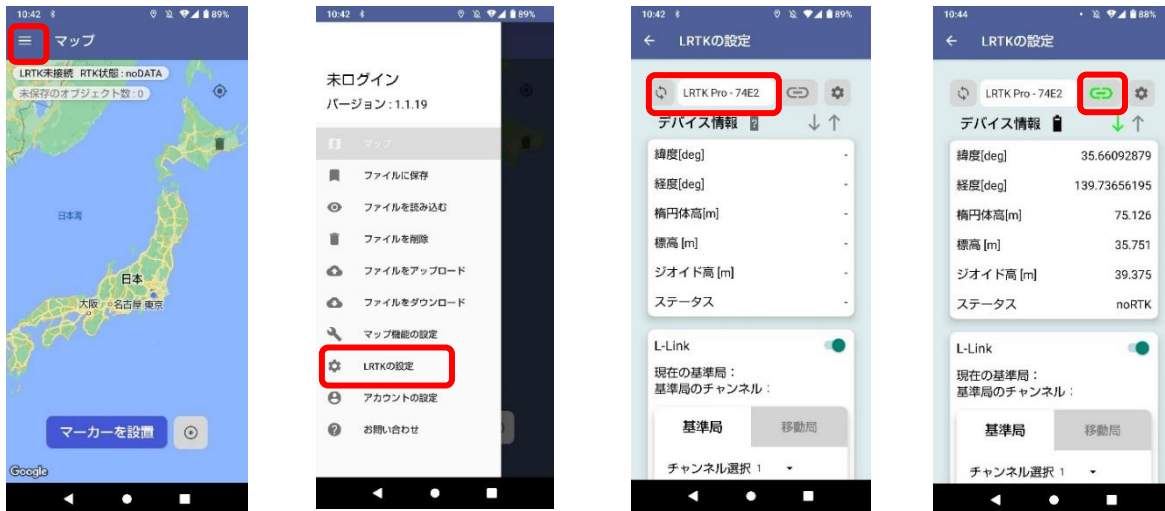 10:42 89%
マップ
LRTK未接続 RTK状態 : noDATA
未保存のオブジェクト数 : 0
日本海
日本
大阪 名古屋 東京
マーカーを設置
Google
10:42 89%
未ログイン
バージョン : 1.1.19
マップ
ファイルに保存
ファイルを読み込む
ファイルを削除
ファイルをアップロード
ファイルをダウンロード
マップ機能の設定
LRTKの設定
アカウントの設定
お問い合わせ
10:42 89%
LRTKの設定
LRTK Pro - 74E2
デバイス情報
緯度[deg] -
経度[deg] -
楕円体高[m] -
標高 [m] -
ジオイド高 [m] -
ステータス -
L-Link
現在の基準局 :
基準局のチャンネル :
基準局 移動局
チャンネル選択 1
10:44 88%
LRTKの設定
LRTK Pro - 74E2
デバイス情報
緯度[deg] 35.66092879
経度[deg] 139.73656195
楕円体高[m] 75.126
標高 [m] 35.751
ジオイド高 [m] 39.375
ステータス noRTK
L-Link
現在の基準局 :
基準局のチャンネル :
基準局 移動局
チャンネル選択 1